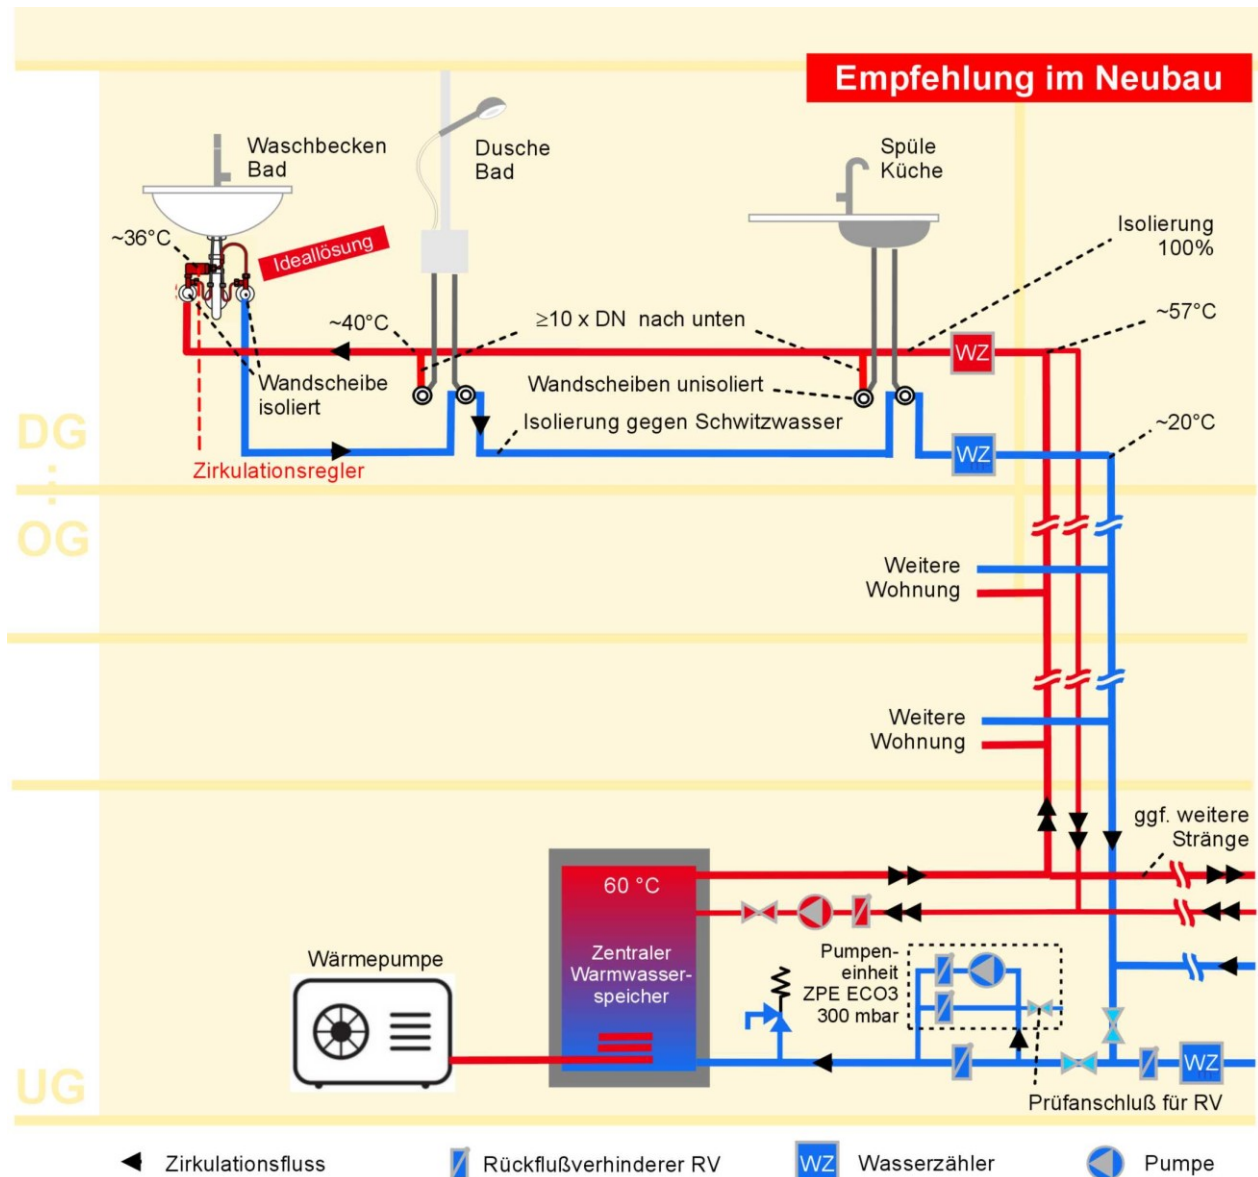 Empfehlung im Neubau
Waschbecken
Bad
Dusche
Bad
Spüle
Küche
~36°C
Ideallösung
Isolierung
100%
~40°C
≥10 x DN nach unten
~57°C
WZ
Wandscheibe
isoliert
Wandscheiben unisoliert
Isolierung gegen Schwitzwasser
~20°C
DG
Zirkulationsregler
WZ
OG
Weitere
Wohnung
Weitere
Wohnung
ggf. weitere
Stränge
60 °C
Zentraler
Warmwasser-
speicher
Wärmepumpe
Pumpen-
einheit
ZPE ECO3
300 mbar
WZ
UG
Prüfanschluß für RV
Zirkulationsfluss
Rückflußverhinderer RV
WZ
Wasserzähler
Pumpe